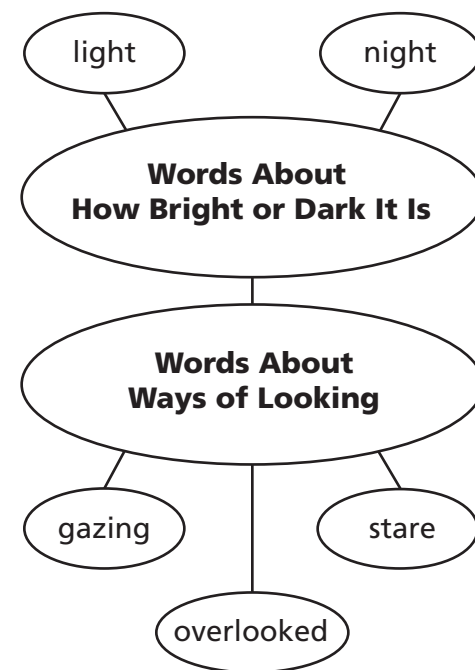 light
night
Words About
How Bright or Dark It Is
Words About
Ways of Looking
gazing
stare
overlooked